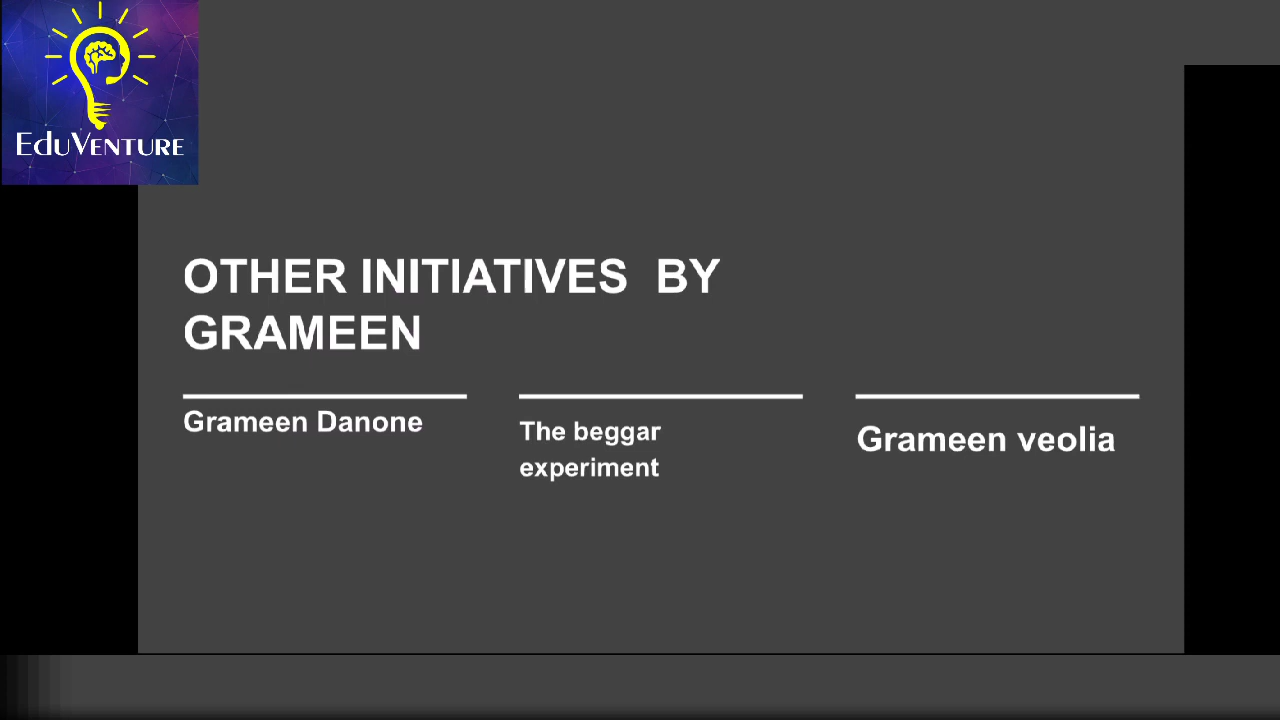 EDUVENTURE
OTHER INITIATIVES BY
GRAMEEN
Grameen Danone
The beggar
experiment
Grameen veolia